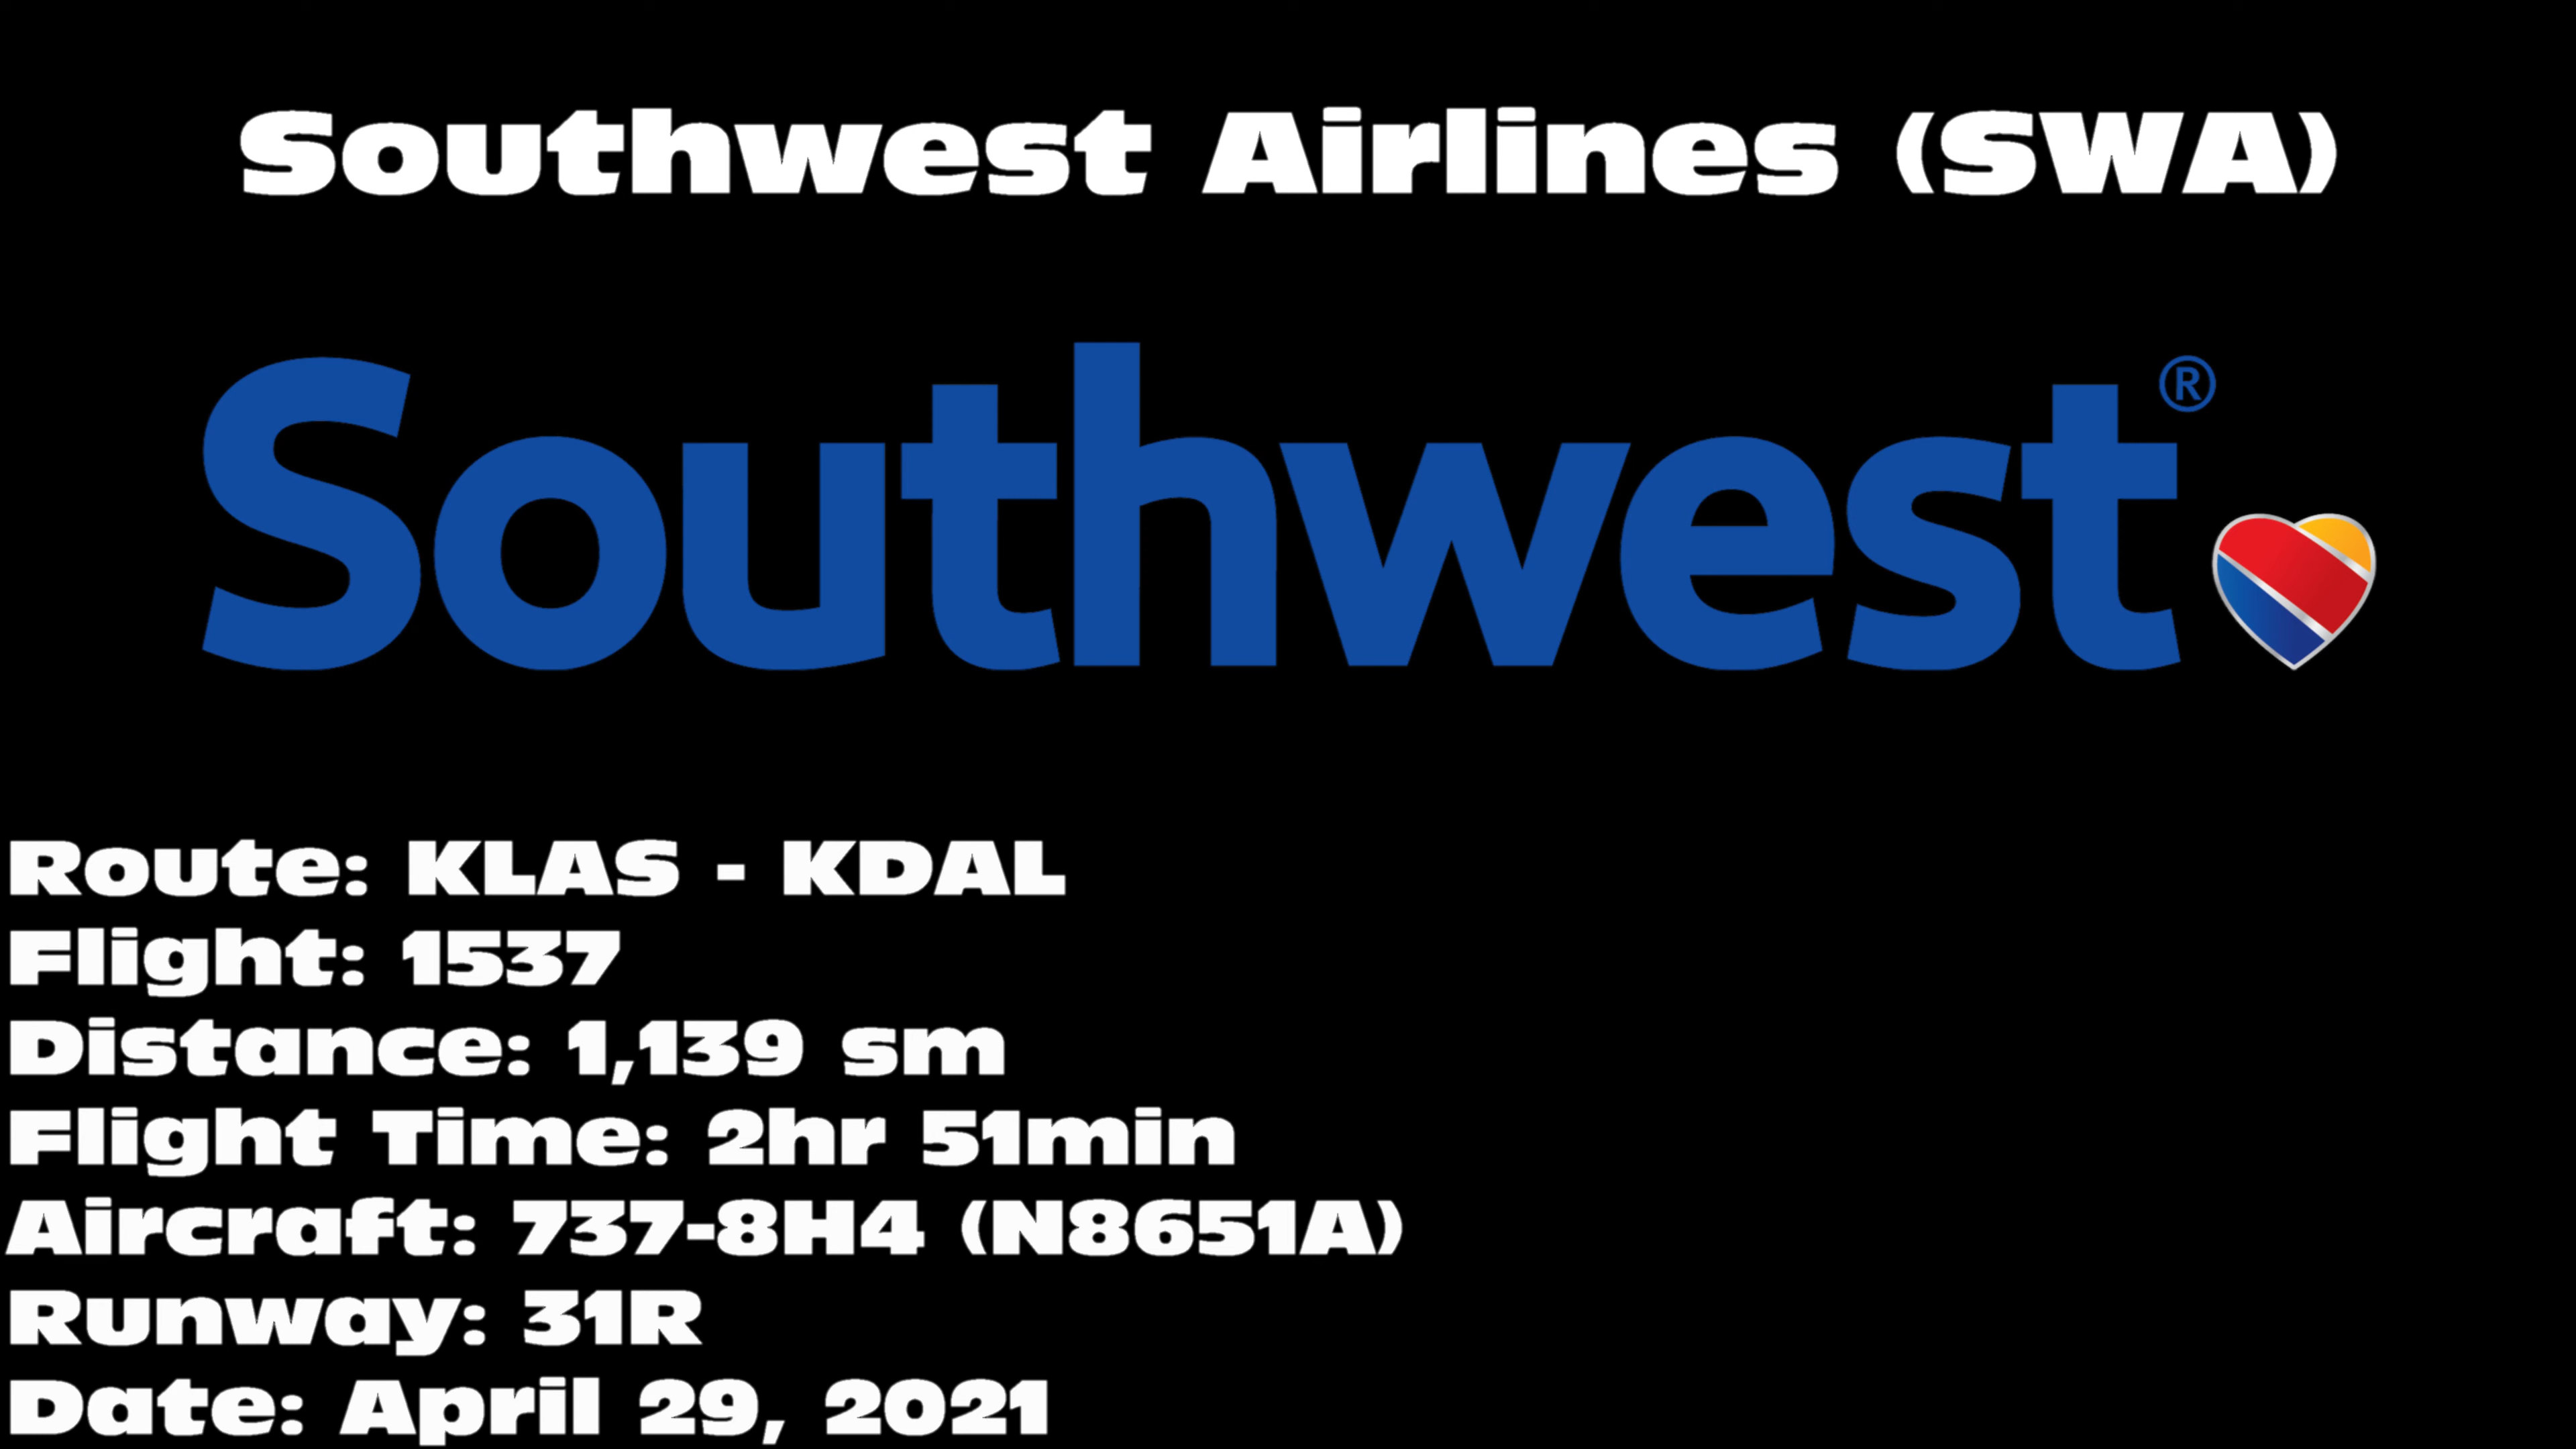 Southwest Airlines (SWA)
Southwest®
Route: KLAS - KDAL
Flight: 1537
Distance: 1,139 sm
Flight Time: 2hr 51min
Aircraft: 737-8H4 (N8651A)
Runway: 31R
Date: April 29, 2021